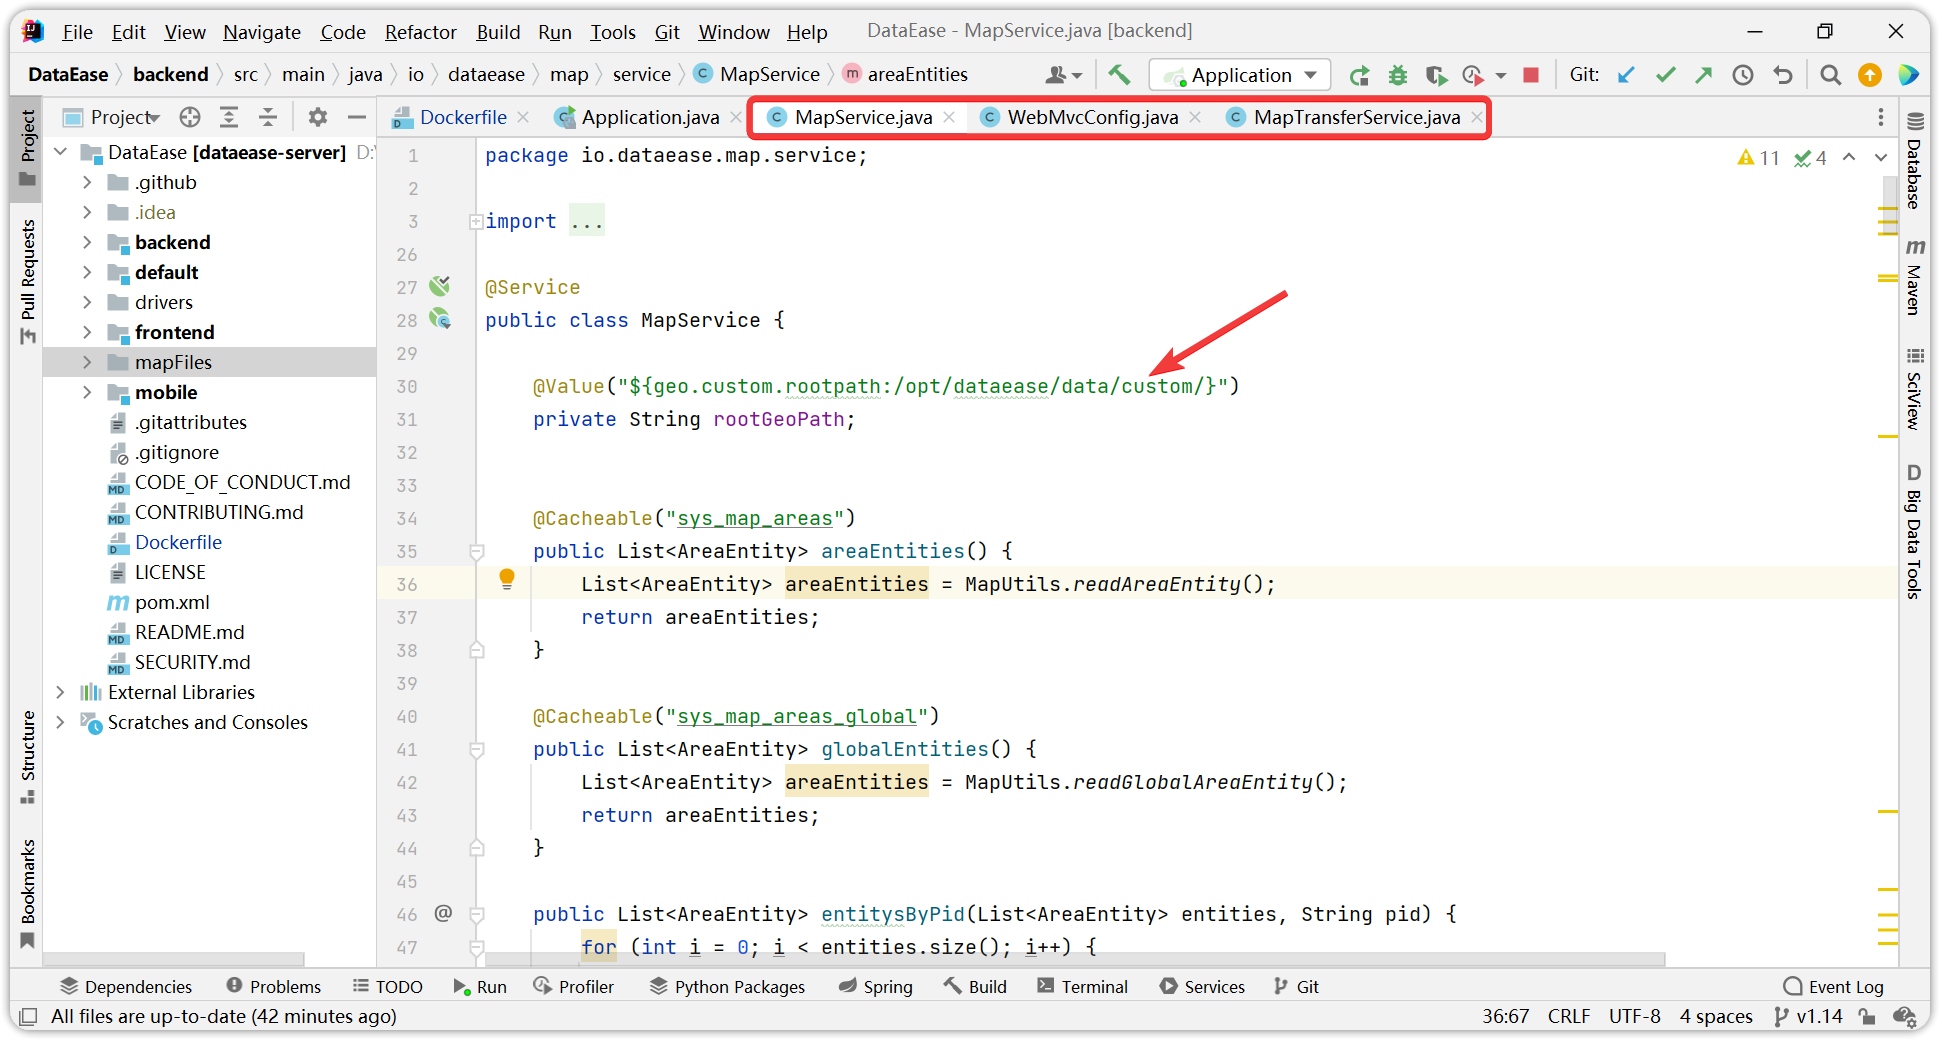 File Edit View Navigate Code Refactor Build Run Tools Git Window Help DataEase - MapService.java [backend]
DataEase backend src main java io dataease map service MapService areaEntities Application Git:
Project Dockerfile Application.java MapService.java WebMvcConfig.java MapTransferService.java
DataEase [dataease-server] D:\
.github
.idea
backend
default
drivers
frontend
mapFiles
mobile
.gitattributes
.gitignore
CODE_OF_CONDUCT.md
CONTRIBUTING.md
Dockerfile
LICENSE
pom.xml
README.md
SECURITY.md
External Libraries
Scratches and Consoles
Project
Pull Requests
Structure
Bookmarks
1 package io.dataease.map.service;
2
3 import ...
26
27 @Service
28 public class MapService {
29
30 @Value("${geo.custom.rootpath:/opt/dataease/data/custom/}")
31 private String rootGeoPath;
32
33
34 @Cacheable("sys_map_areas")
35 public List<AreaEntity> areaEntities() {
36 List<AreaEntity> areaEntities = MapUtils.readAreaEntity();
37 return areaEntities;
38 }
39
40 @Cacheable("sys_map_areas_global")
41 public List<AreaEntity> globalEntities() {
42 List<AreaEntity> areaEntities = MapUtils.readGlobalAreaEntity();
43 return areaEntities;
44 }
45
46 @ public List<AreaEntity> entitysByPid(List<AreaEntity> entities, String pid) {
47 for (int i = 0; i < entities.size(); i++) {
11 4
Database
Maven
SciView
Big Data Tools
Dependencies Problems TODO Run Profiler Python Packages Spring Build Terminal Services Git Event Log
All files are up-to-date (42 minutes ago) 36:67 CRLF UTF-8 4 spaces v1.14